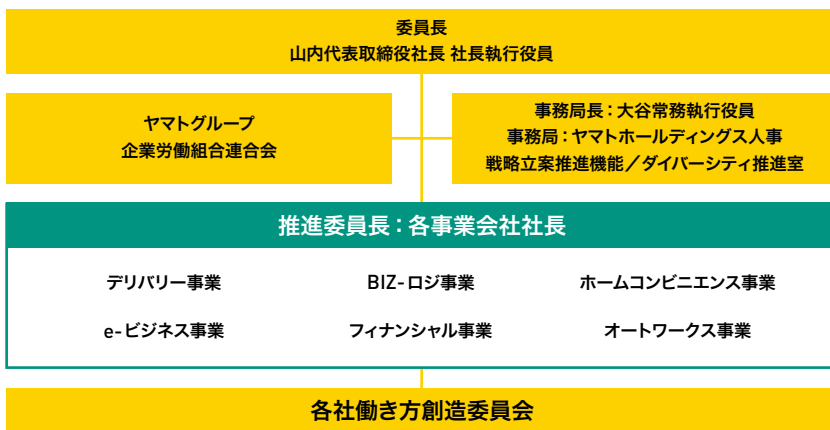 委員長
山内代表取締役社長 社長執行役員
ヤマトグループ
企業労働組合連合会
事務局長：大谷常務執行役員
事務局：ヤマトホールディングス人事
戦略立案推進機能／ダイバーシティ推進室
推進委員長：各事業会社社長
デリバリー事業
BIZ-ロジ事業
ホームコンビニエンス事業
e-ビジネス事業
フィナンシャル事業
オートワークス事業
各社働き方創造委員会